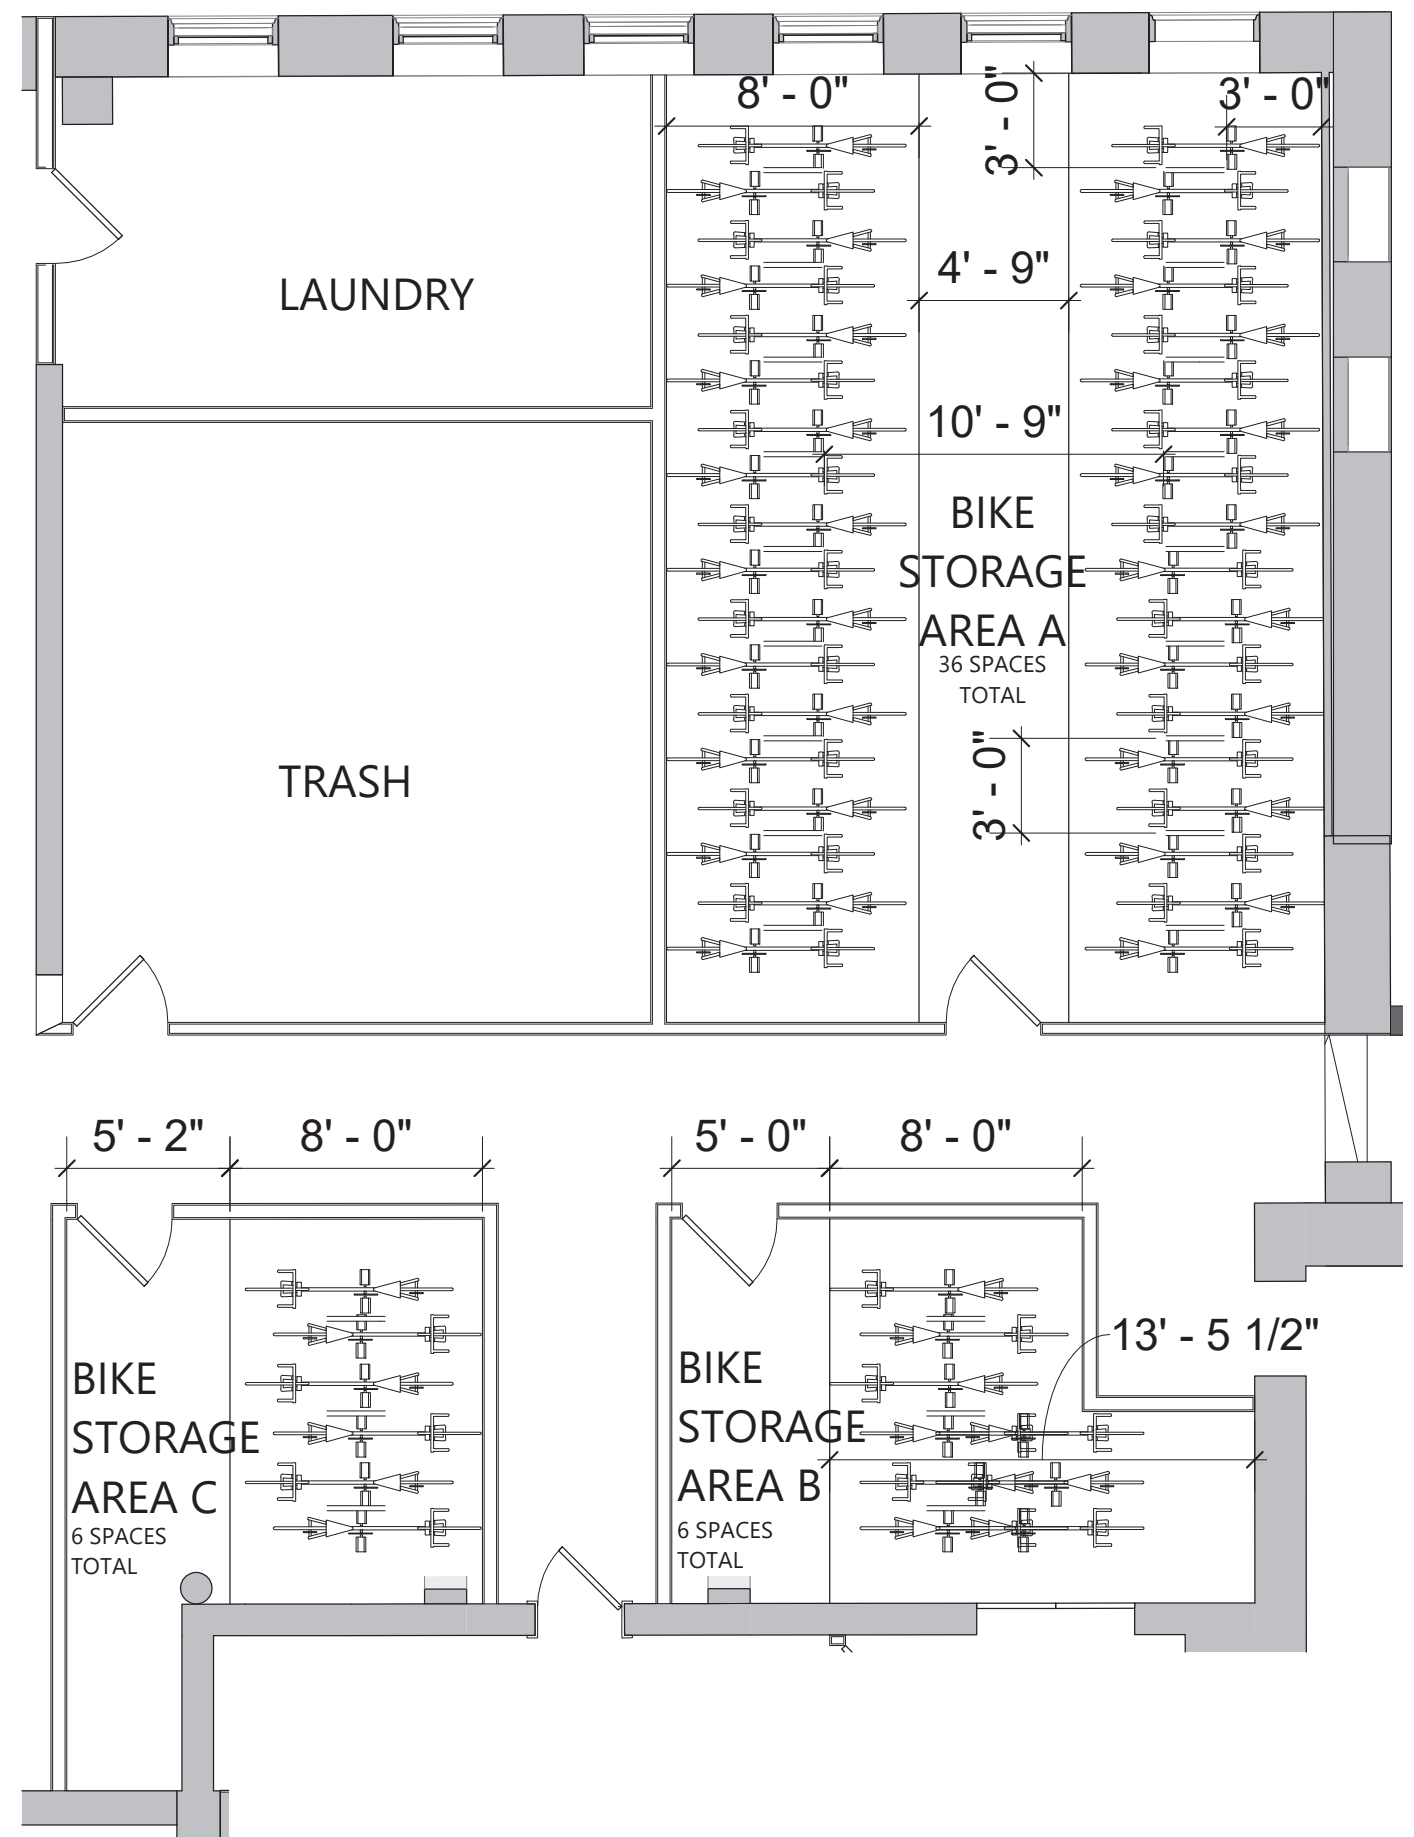 8' - 0"
3' - 0"
3' - 0"
LAUNDRY
4' - 9"
10' - 9"
BIKE
STORAGE
AREA A
36 SPACES
TOTAL
3' - 0"
TRASH
5' - 2"
8' - 0"
5' - 0"
8' - 0"
13' - 5 1/2"
BIKE
STORAGE
AREA C
6 SPACES
TOTAL
BIKE
STORAGE
AREA B
6 SPACES
TOTAL